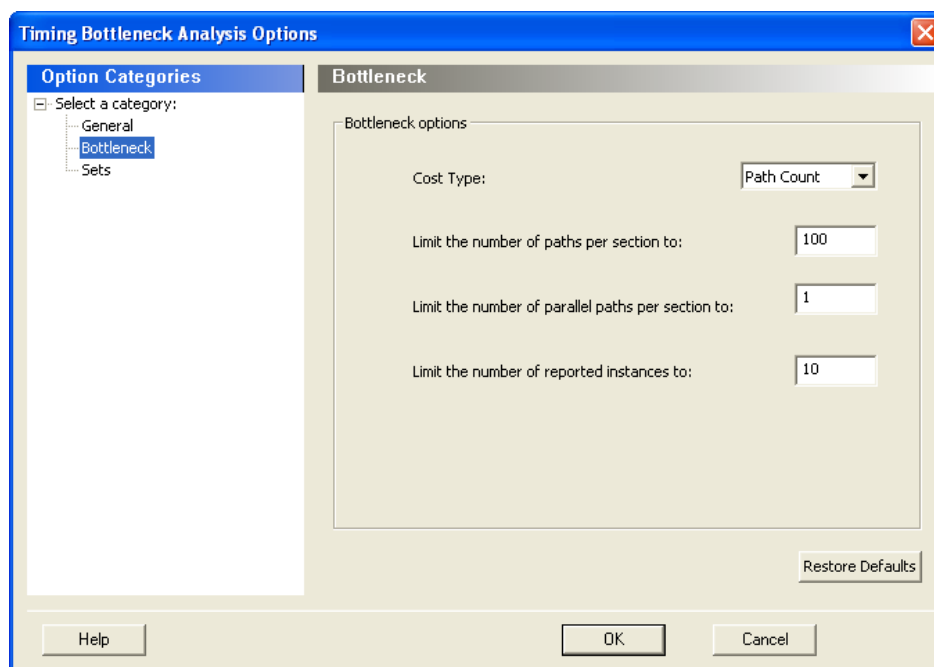 Timing Bottleneck Analysis Options
Option Categories
Select a category:
General
Bottleneck
Sets
Bottleneck
Bottleneck options
Cost Type: Path Count
Limit the number of paths per section to: 100
Limit the number of parallel paths per section to: 1
Limit the number of reported instances to: 10
Restore Defaults
Help OK Cancel